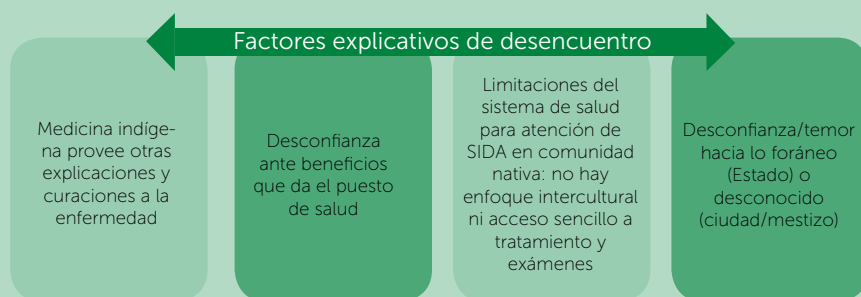 Factores explicativos de desencuentro
Medicina indíge-
na provee otras
explicaciones y
curaciones a la
enfermedad
Desconfianza
ante beneficios
que da el puesto
de salud
Limitaciones del
sistema de salud
para atención de
SIDA en comunidad
nativa: no hay
enfoque intercultural
ni acceso sencillo a
tratamiento y
exámenes
Desconfianza/temor
hacia lo foráneo
(Estado) o
desconocido
(ciudad/mestizo)